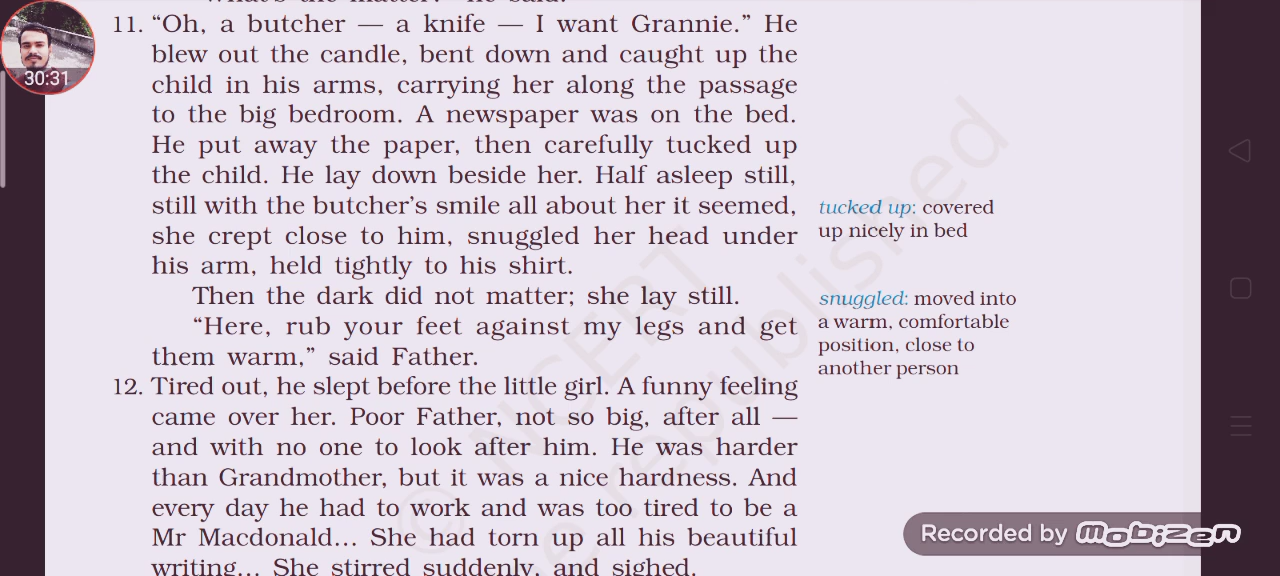 30:31
11. “Oh, a butcher — a knife — I want Grannie.” He
blew out the candle, bent down and caught up the
child in his arms, carrying her along the passage
to the big bedroom. A newspaper was on the bed.
He put away the paper, then carefully tucked up
the child. He lay down beside her. Half asleep still,
still with the butcher’s smile all about her it seemed,
she crept close to him, snuggled her head under
his arm, held tightly to his shirt.
Then the dark did not matter; she lay still.
“Here, rub your feet against my legs and get
them warm,” said Father.
12. Tired out, he slept before the little girl. A funny feeling
came over her. Poor Father, not so big, after all —
and with no one to look after him. He was harder
than Grandmother, but it was a nice hardness. And
every day he had to work and was too tired to be a
Mr Macdonald... She had torn up all his beautiful
writing... She stirred suddenly, and sighed.
tucked up: covered
up nicely in bed
snuggled: moved into
a warm, comfortable
position, close to
another person
© NCERT
republished
Recorded by mobizen